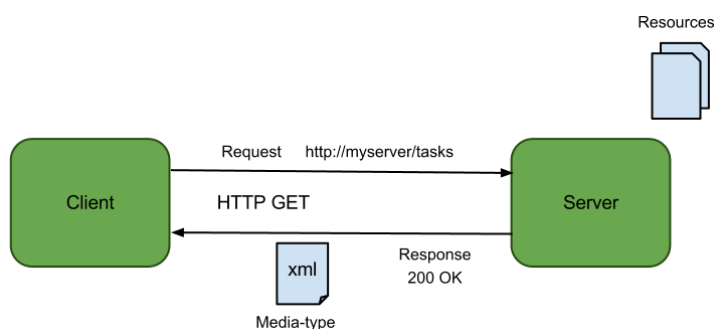 Resources
Request http://myserver/tasks
Client
HTTP GET
Server
Response
200 OK
xml
Media-type